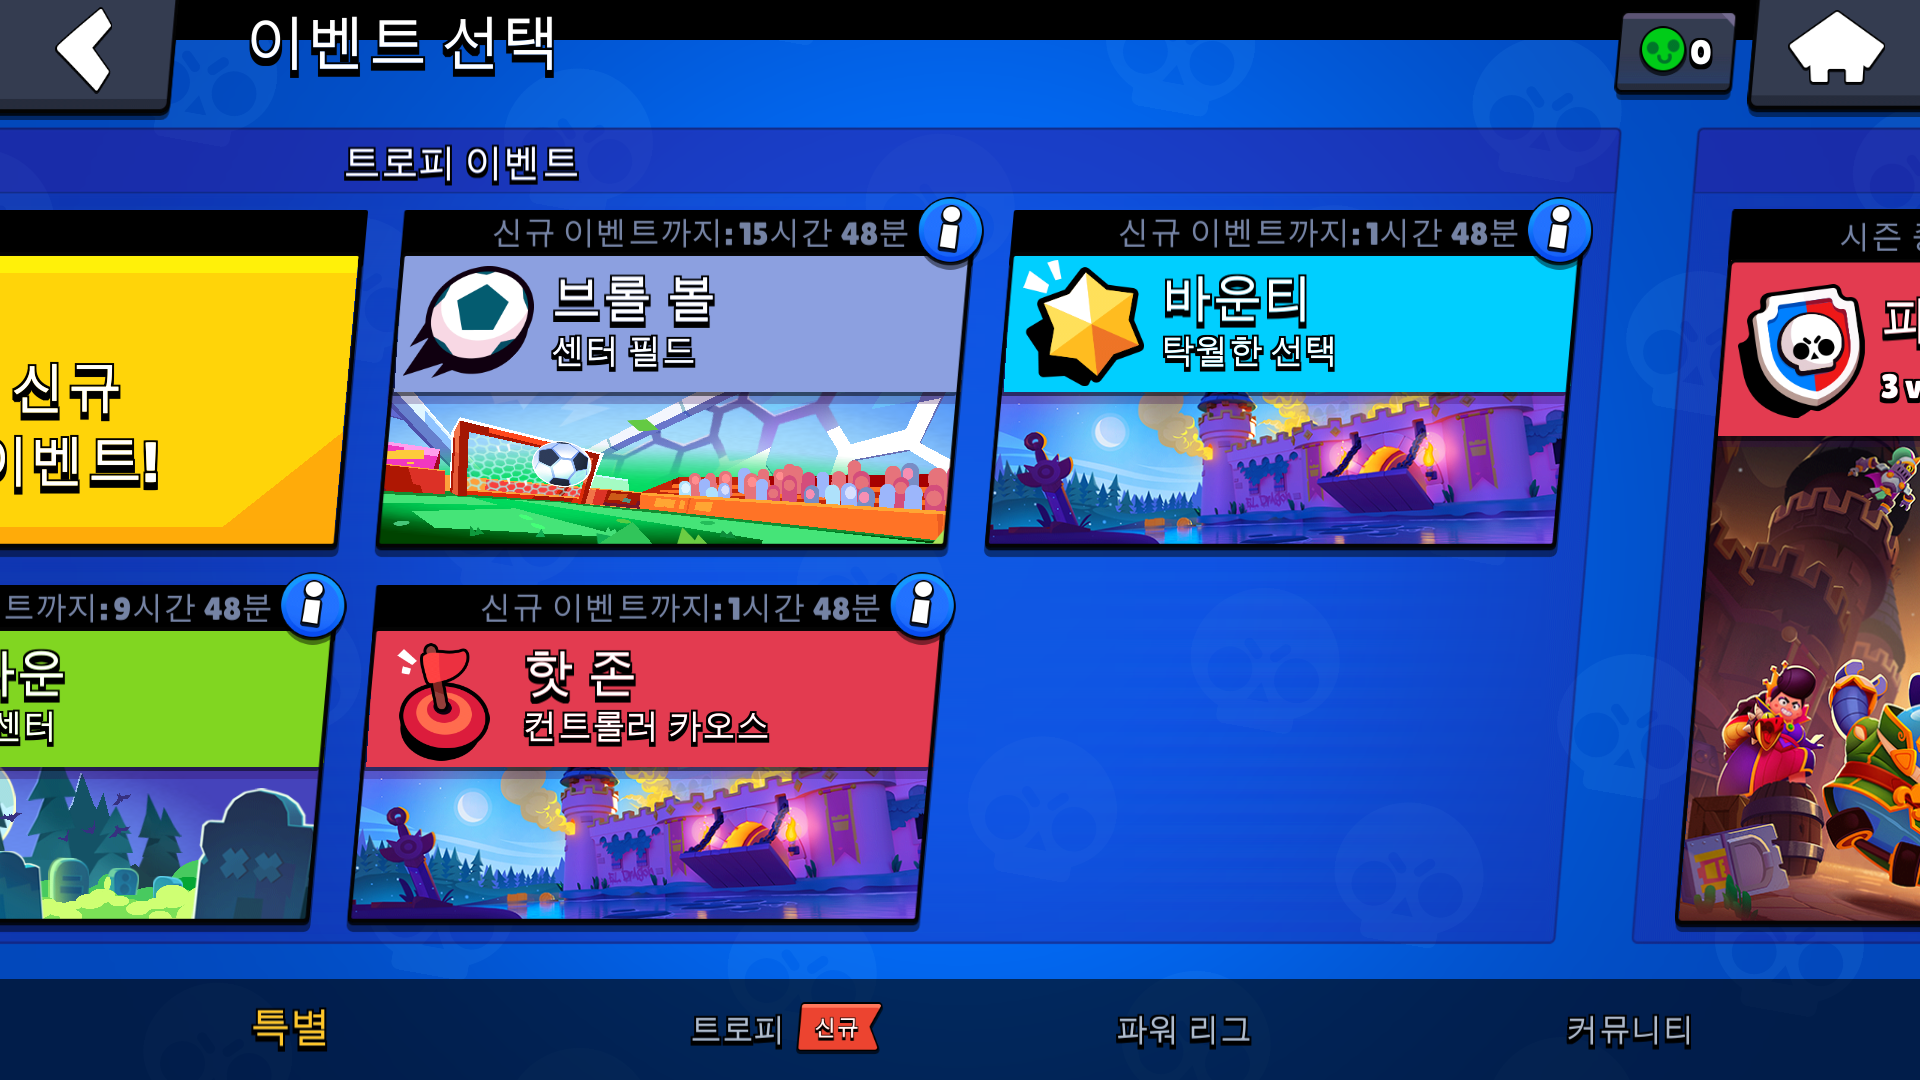 이벤트 선택
0
트로피 이벤트
신규
이벤트!
신규 이벤트까지:15시간 48분
브롤 볼
센터 필드
신규 이벤트까지:1시간 48분
바운티
탁월한 선택
시즌
3 v
트까지:9시간 48분
운
센터
신규 이벤트까지:1시간 48분
핫 존
컨트롤러 카오스
특별
트로피 신규
파워 리그
커뮤니티